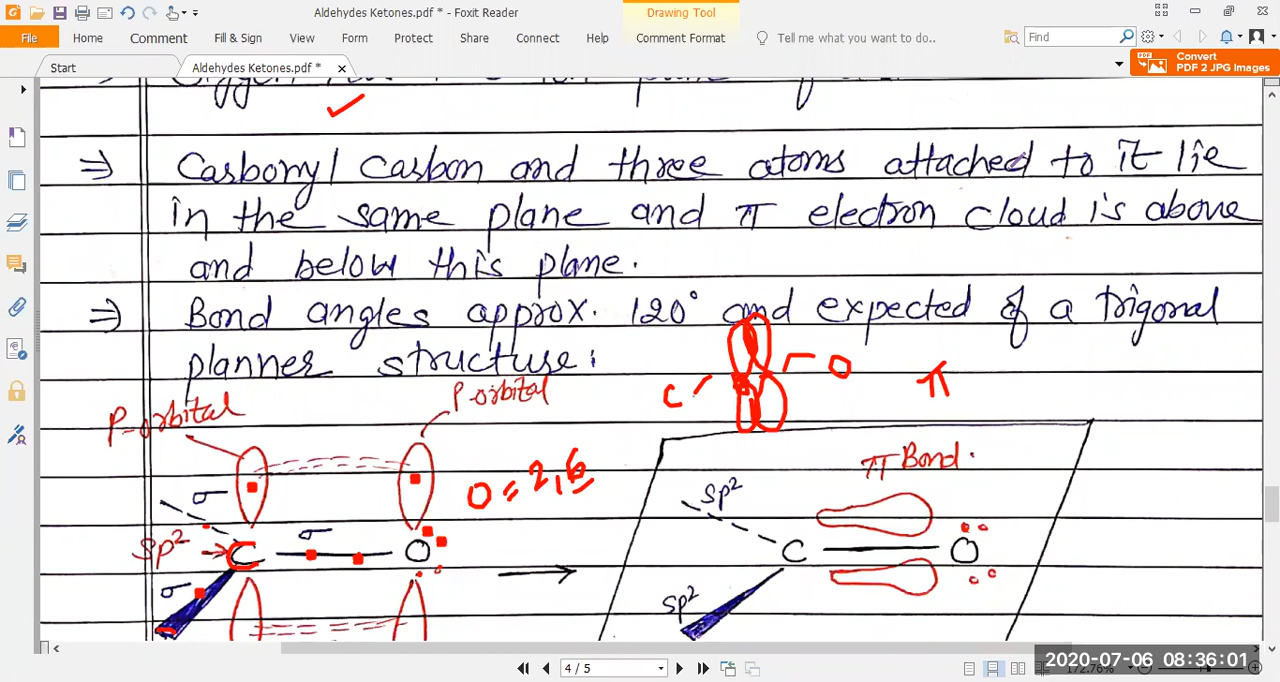 Aldehydes Ketones.pdf * - Foxit Reader
Drawing Tool
File Home Comment Fill & Sign View Form Protect Share Connect Help Comment Format Tell me what you want to do.. Find
Start Aldehydes Ketones.pdf * Convert
PDF 2 JPG Images
⇒ Carbonyl carbon and three atoms attached to it lie
in the same plane and π electron cloud is above
and below this plane.
⇒ Bond angles approx. 120° and expected of a trigonal
planner structure:
C O π
P-orbital P-orbital
π Bond.
O = 2,6
σ sp²
sp² C σ O C O
σ sp²
4 / 5
172.76%
2020-07-06 08:36:01